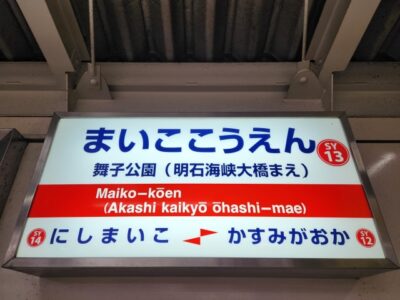 まいここうえん
SY
13
舞子公園（明石海峡大橋まえ）
Maiko–kōen
(Akashi kaikyō ōhashi–mae)
SY
14
にしまいこ
かすみがおか
SY
12